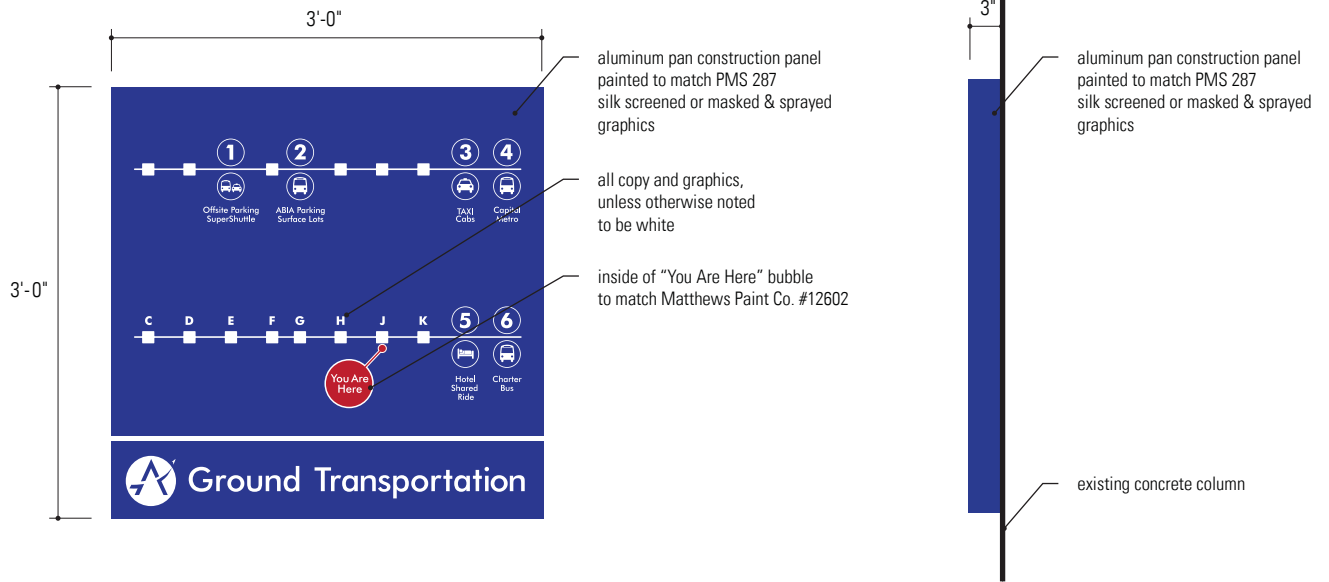 3'-0"
3"
aluminum pan construction panel
painted to match PMS 287
silk screened or masked & sprayed
graphics
aluminum pan construction panel
painted to match PMS 287
silk screened or masked & sprayed
graphics
1 2 3 4
Offsite Parking
SuperShuttle
ABIA Parking
Surface Lots
TAXI
Cabs
Capital
Metro
all copy and graphics,
unless otherwise noted
to be white
3'-0"
inside of “You Are Here” bubble
to match Matthews Paint Co. #12602
C D E F G H J K 5 6
You Are
Here
Hotel
Shared
Ride
Charter
Bus
Ground Transportation
existing concrete column